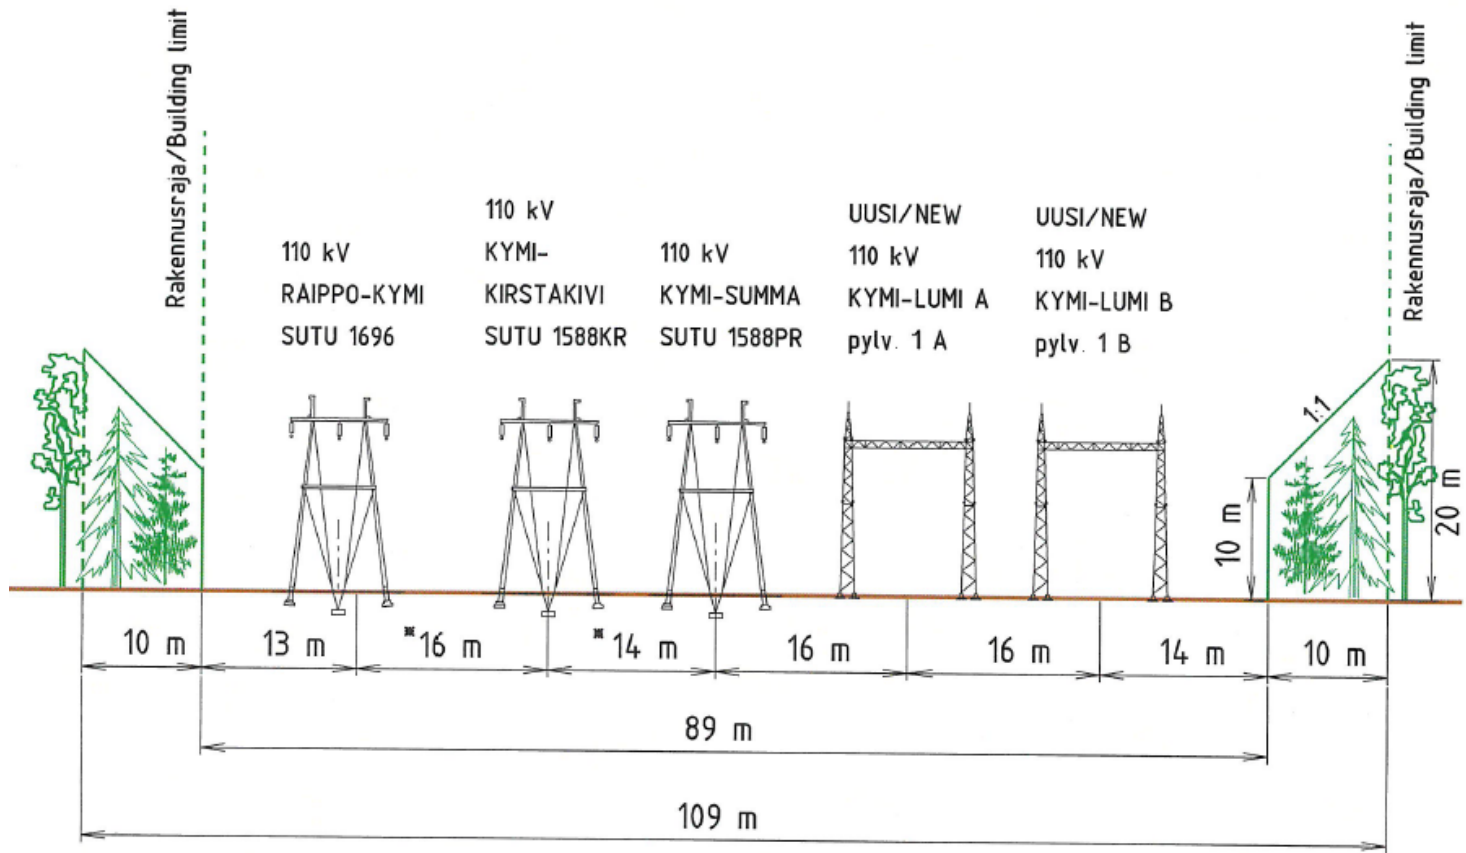 Rakennusraja/Building limit
110 kV
RAIPPO-KYMI
SUTU 1696
110 kV
KYMI-
KIRSTAKIVI
SUTU 1588KR
110 kV
KYMI-SUMMA
SUTU 1588PR
UUSI/NEW
110 kV
KYMI-LUMI A
pylv. 1 A
UUSI/NEW
110 kV
KYMI-LUMI B
pylv. 1 B
Rakennusraja/Building limit
1:1
10 m
20 m
10 m
13 m
※16 m
※14 m
16 m
16 m
14 m
10 m
89 m
109 m